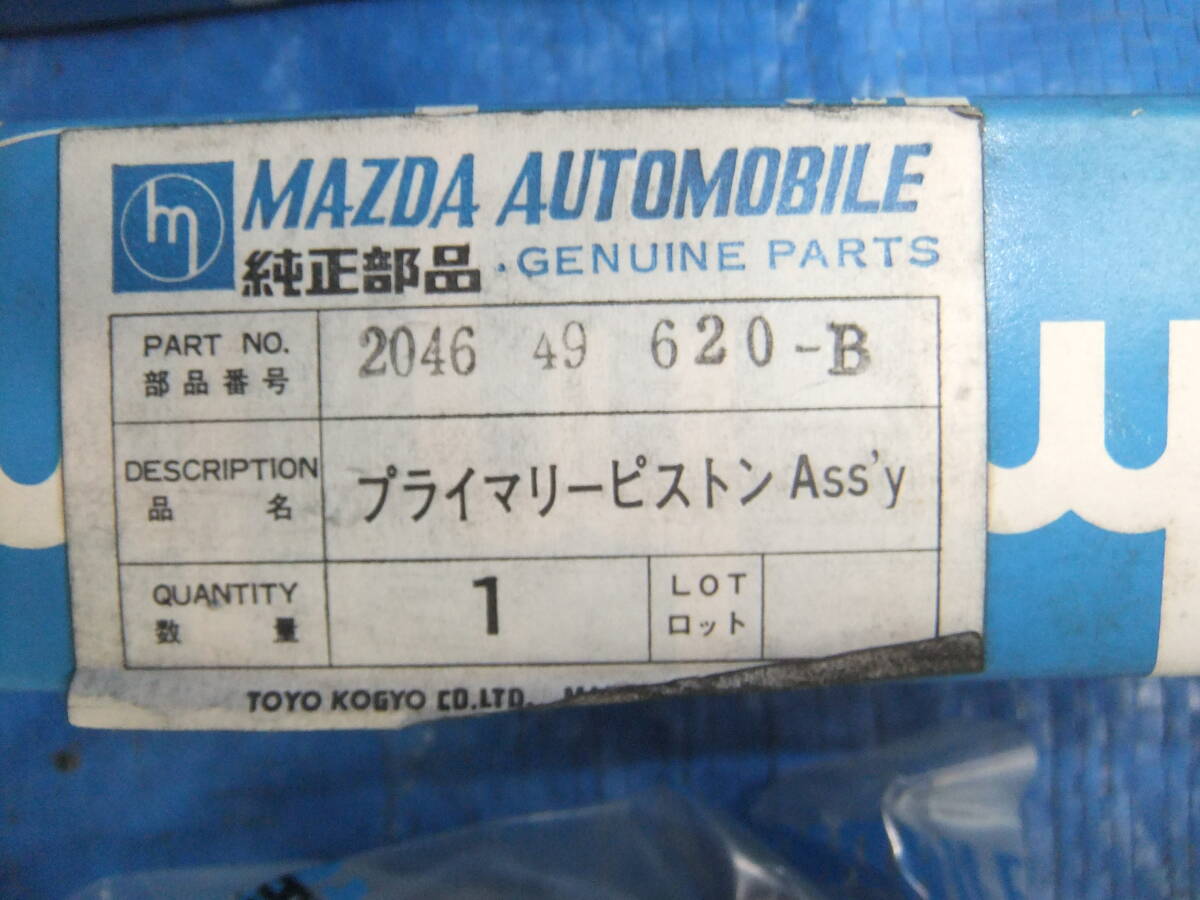 m MAZDA AUTOMOBILE
純正部品・GENUINE PARTS
PART NO. 2046 49 620-B
部品番号
DESCRIPTION プライマリーピストン Ass'y
品名
QUANTITY 1 LOT
数量 ロット
TOYO KOGYO CO.LTD.